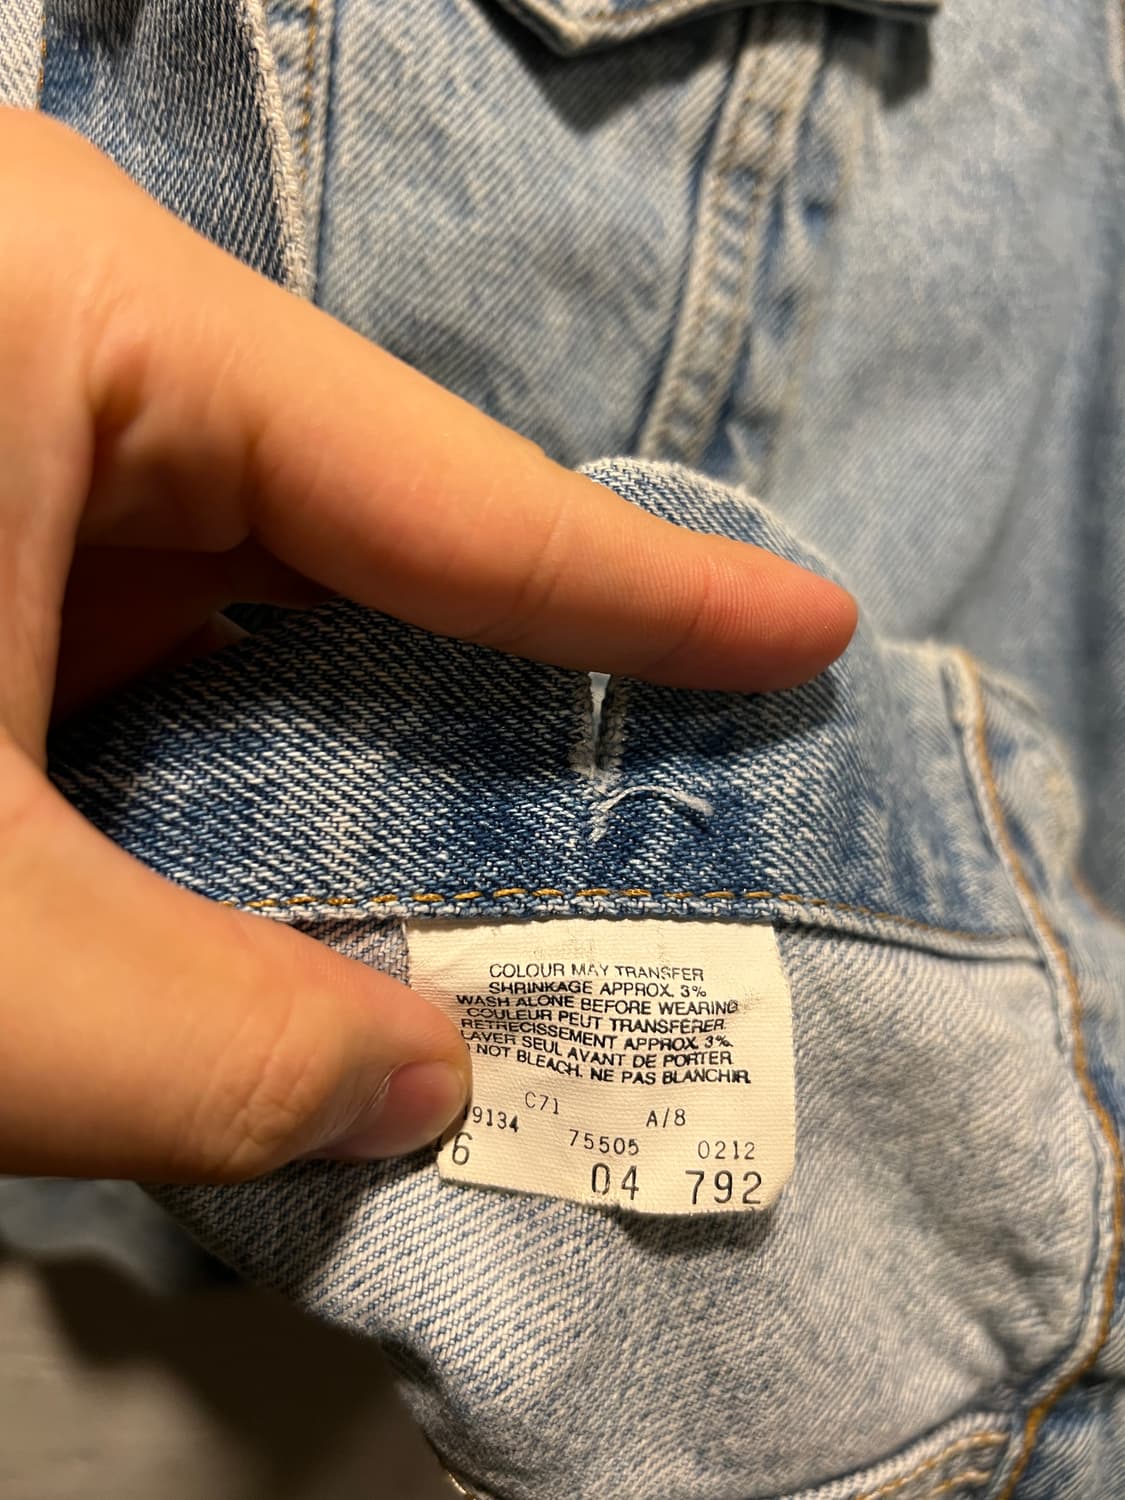 COLOUR MAY TRANSFER
SHRINKAGE APPROX. 3%
WASH ALONE BEFORE WEARING
COULEUR PEUT TRANSFÉRER
RETRECISSEMENT APPROX. 3%.
LAVER SEUL AVANT DE PORTER
NOT BLEACH. NE PAS BLANCHIR
C71 A/8
9134 75505 0212
6 04 792